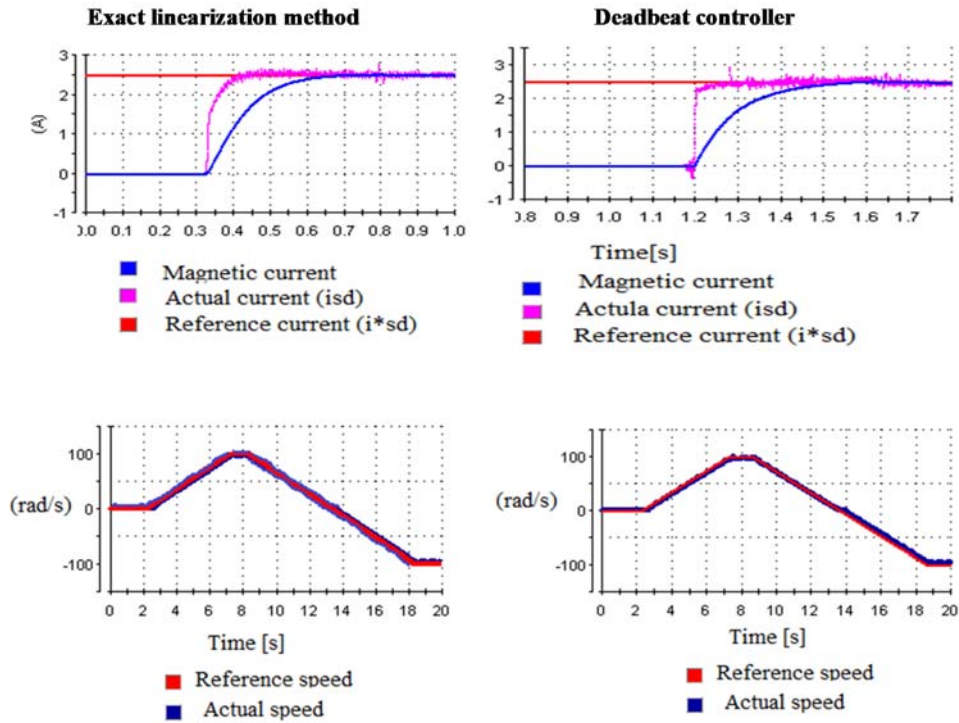 Exact linearization method
Deadbeat controller
3
2
1
0
-1
(A)
0.0 0.1 0.2 0.3 0.4 0.5 0.6 0.7 0.8 0.9 1.0
Magnetic current
Actual current (isd)
Reference current (i*sd)
3
2
1
0
-1
0.8 0.9 1.0 1.1 1.2 1.3 1.4 1.5 1.6 1.7
Time[s]
Magnetic current
Actula current (isd)
Reference current (i*sd)
100
0
-100
(rad/s)
0 2 4 6 8 10 12 14 16 18 20
Time [s]
Reference speed
Actual speed
100
0
-100
(rad/s)
0 2 4 6 8 10 12 14 16 18 20
Time [s]
Reference speed
Actual speed